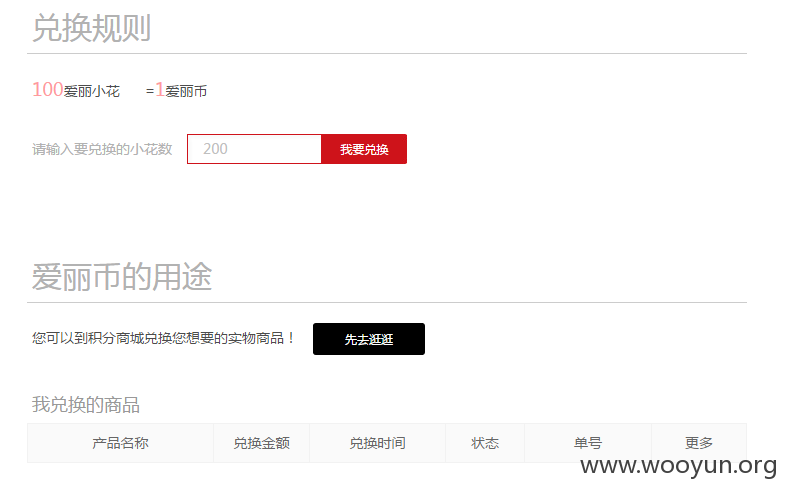 兑换规则
100爱丽小花 =1爱丽币
请输入要兑换的小花数 200 我要兑换
爱丽币的用途
您可以到积分商城兑换您想要的实物商品！ 先去逛逛
我兑换的商品
产品名称 兑换金额 兑换时间 状态 单号 更多
www.wooyun.org